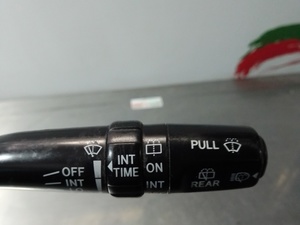 PULL
INT
TIME
ON
OFF
INT
INT
REAR